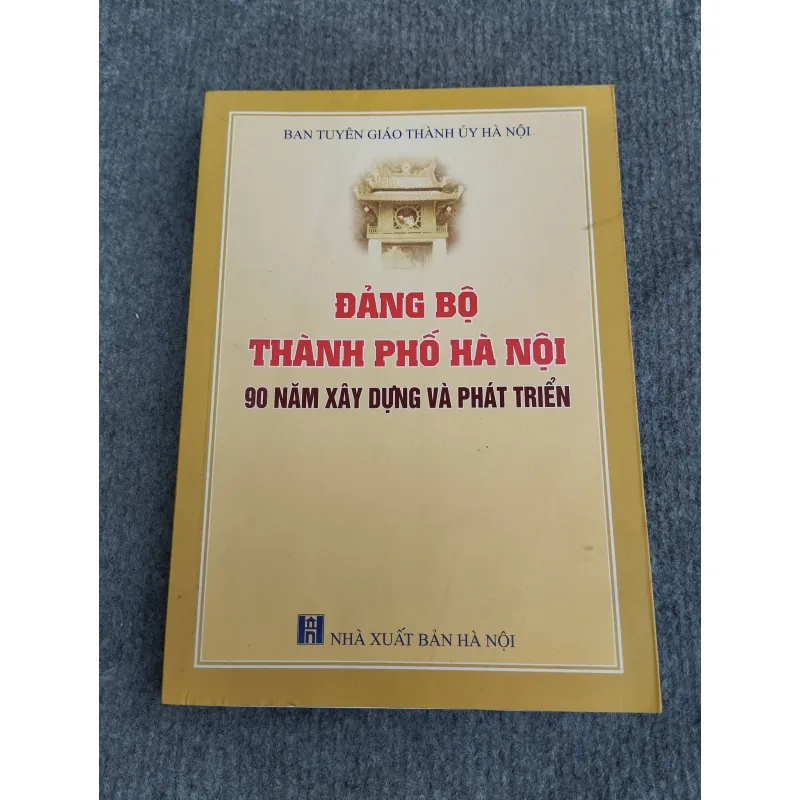 BAN TUYÊN GIÁO THÀNH ỦY HÀ NỘI
ĐẢNG BỘ
THÀNH PHỐ HÀ NỘI
90 NĂM XÂY DỰNG VÀ PHÁT TRIỂN
NHÀ XUẤT BẢN HÀ NỘI